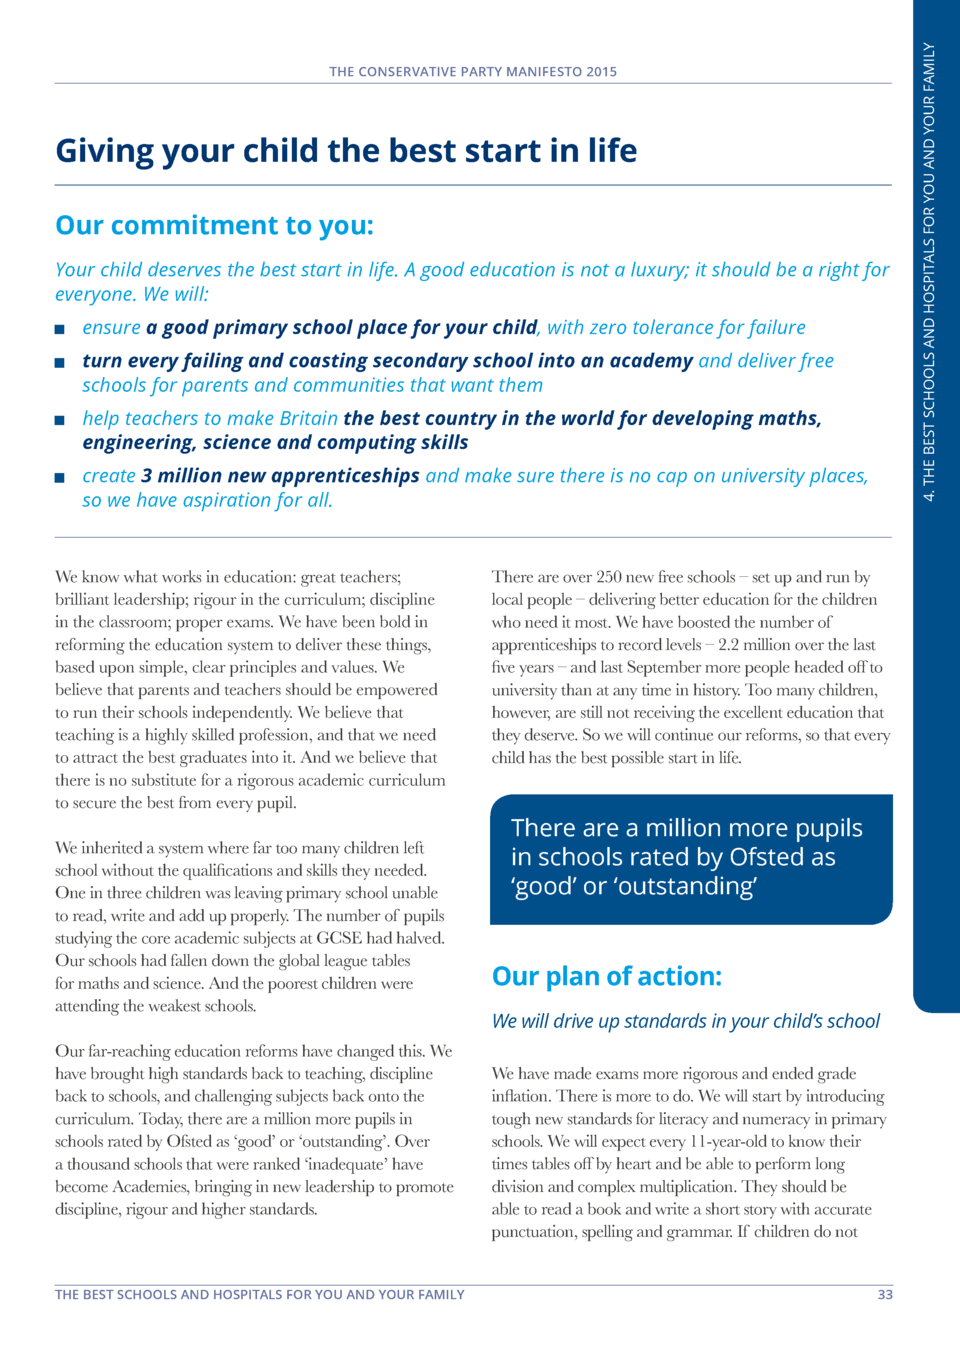 THE CONSERVATIVE PARTY MANIFESTO 2015
Giving your child the best start in life
Our commitment to you:
Your child deserves the best start in life. A good education is not a luxury; it should be a right for
everyone. We will:
■ ensure a good primary school place for your child, with zero tolerance for failure
■ turn every failing and coasting secondary school into an academy and deliver free
schools for parents and communities that want them
■ help teachers to make Britain the best country in the world for developing maths,
engineering, science and computing skills
■ create 3 million new apprenticeships and make sure there is no cap on university places,
so we have aspiration for all.
We know what works in education: great teachers;
brilliant leadership; rigour in the curriculum; discipline
in the classroom; proper exams. We have been bold in
reforming the education system to deliver these things,
based upon simple, clear principles and values. We
believe that parents and teachers should be empowered
to run their schools independently. We believe that
teaching is a highly skilled profession, and that we need
to attract the best graduates into it. And we believe that
there is no substitute for a rigorous academic curriculum
to secure the best from every pupil.
We inherited a system where far too many children left
school without the qualifications and skills they needed.
One in three children was leaving primary school unable
to read, write and add up properly. The number of pupils
studying the core academic subjects at GCSE had halved.
Our schools had fallen down the global league tables
for maths and science. And the poorest children were
attending the weakest schools.
Our far-reaching education reforms have changed this. We
have brought high standards back to teaching, discipline
back to schools, and challenging subjects back onto the
curriculum. Today, there are a million more pupils in
schools rated by Ofsted as ‘good’ or ‘outstanding’. Over
a thousand schools that were ranked ‘inadequate’ have
become Academies, bringing in new leadership to promote
discipline, rigour and higher standards.
There are over 250 new free schools – set up and run by
local people – delivering better education for the children
who need it most. We have boosted the number of
apprenticeships to record levels – 2.2 million over the last
five years – and last September more people headed off to
university than at any time in history. Too many children,
however, are still not receiving the excellent education that
they deserve. So we will continue our reforms, so that every
child has the best possible start in life.
There are a million more pupils
in schools rated by Ofsted as
‘good’ or ‘outstanding’
Our plan of action:
We will drive up standards in your child’s school
We have made exams more rigorous and ended grade
inflation. There is more to do. We will start by introducing
tough new standards for literacy and numeracy in primary
schools. We will expect every 11-year-old to know their
times tables off by heart and be able to perform long
division and complex multiplication. They should be
able to read a book and write a short story with accurate
punctuation, spelling and grammar. If children do not
4. THE BEST SCHOOLS AND HOSPITALS FOR YOU AND YOUR FAMILY
THE BEST SCHOOLS AND HOSPITALS FOR YOU AND YOUR FAMILY
33